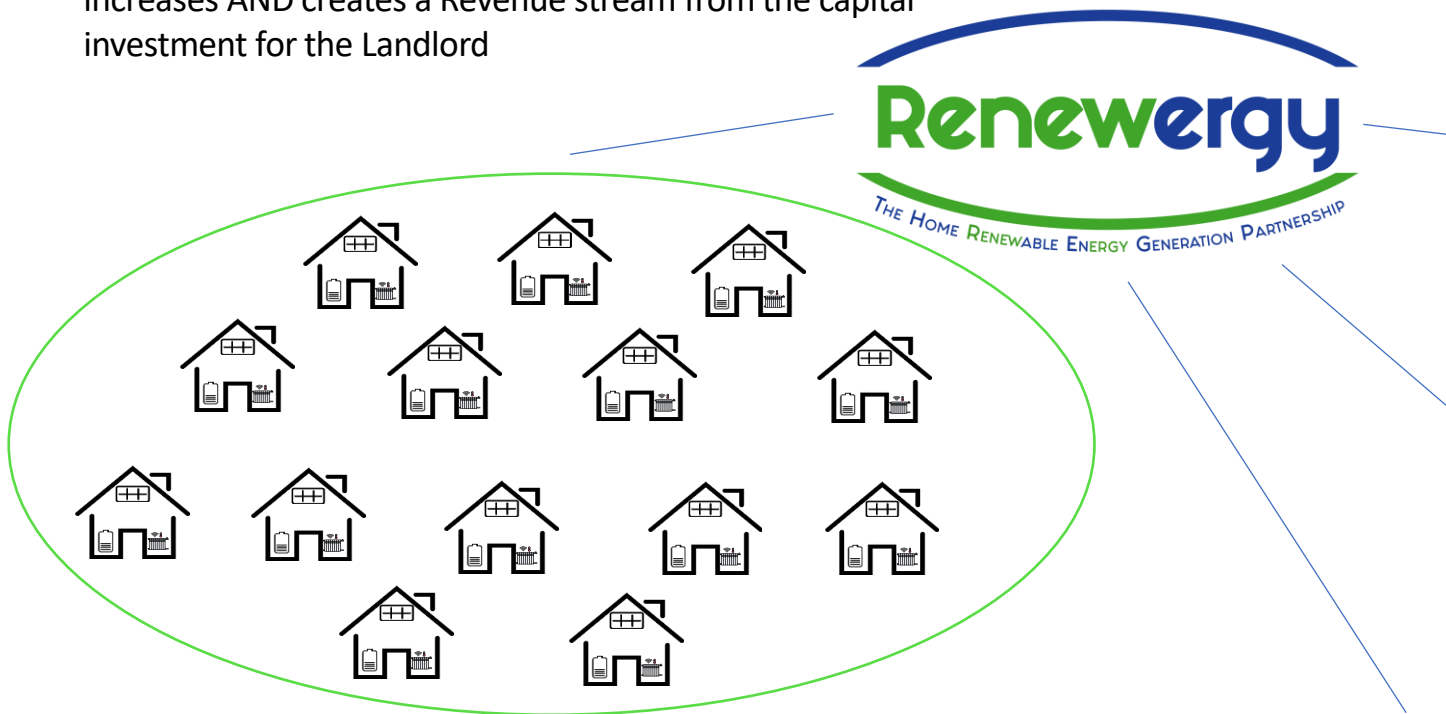 increases AND creates a Revenue stream from the capital
investment for the Landlord
Renewergy
THE HOME RENEWABLE ENERGY GENERATION PARTNERSHIP